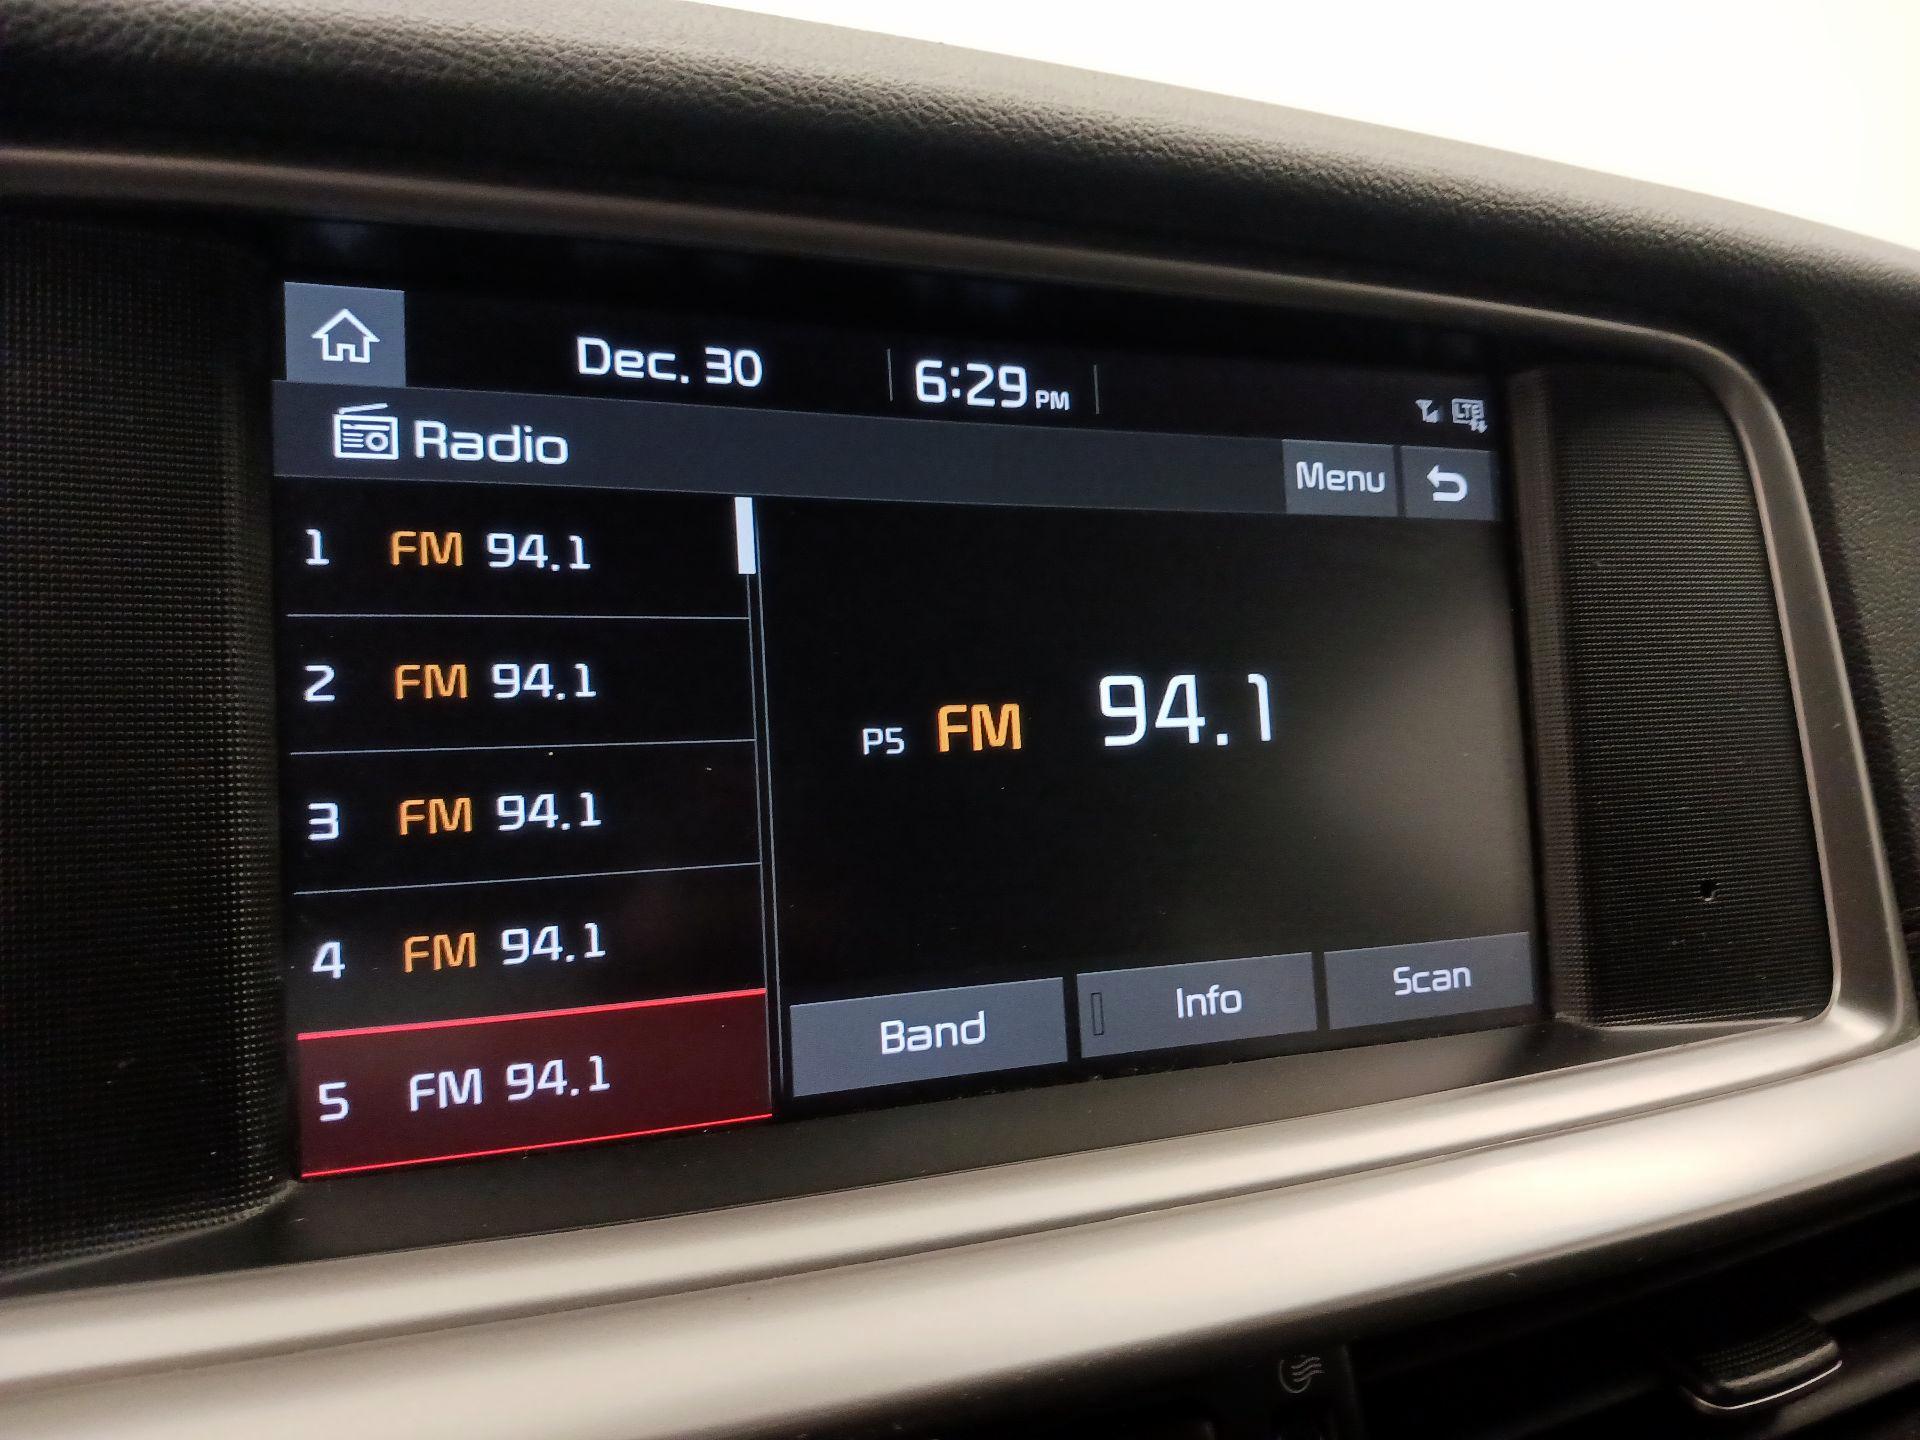 Dec. 30 6:29 PM
LTE
Radio Menu
1 FM 94.1
2 FM 94.1
3 FM 94.1
4 FM 94.1
5 FM 94.1
P5 FM 94.1
Band Info Scan